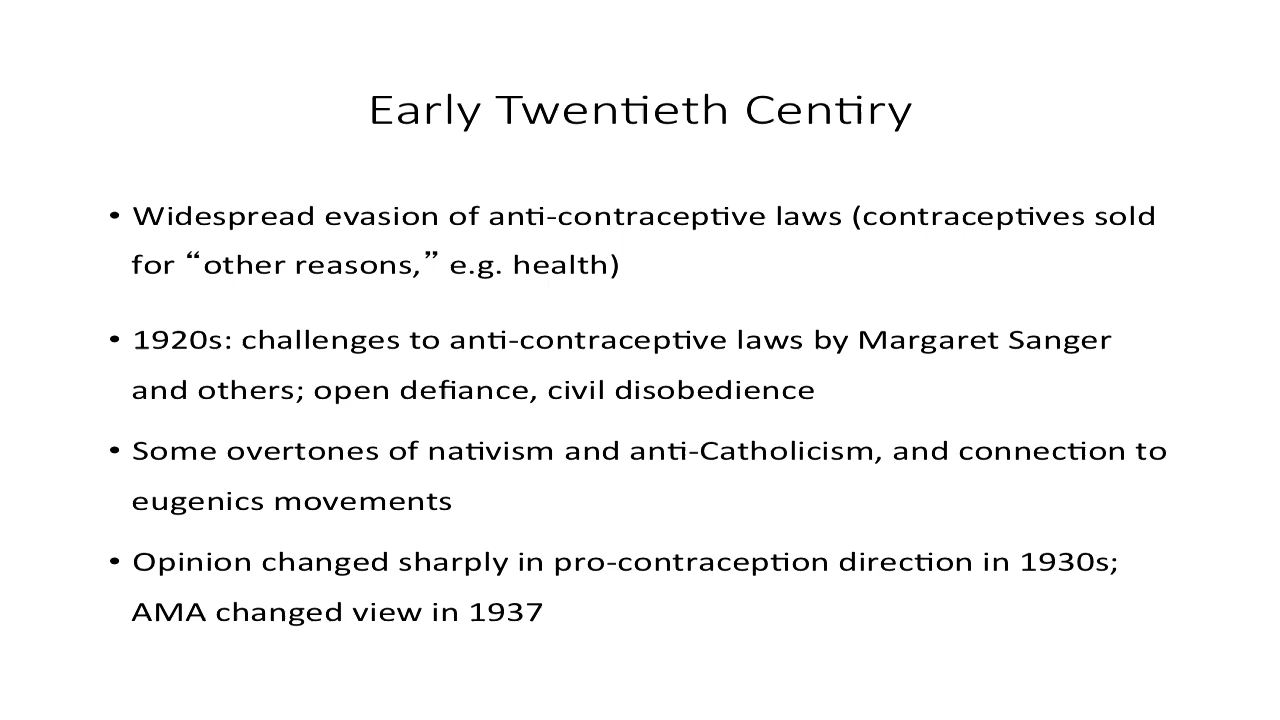 Early Twentieth Centiry
• Widespread evasion of anti-contraceptive laws (contraceptives sold
for “other reasons,” e.g. health)
• 1920s: challenges to anti-contraceptive laws by Margaret Sanger
and others; open defiance, civil disobedience
• Some overtones of nativism and anti-Catholicism, and connection to
eugenics movements
• Opinion changed sharply in pro-contraception direction in 1930s;
AMA changed view in 1937